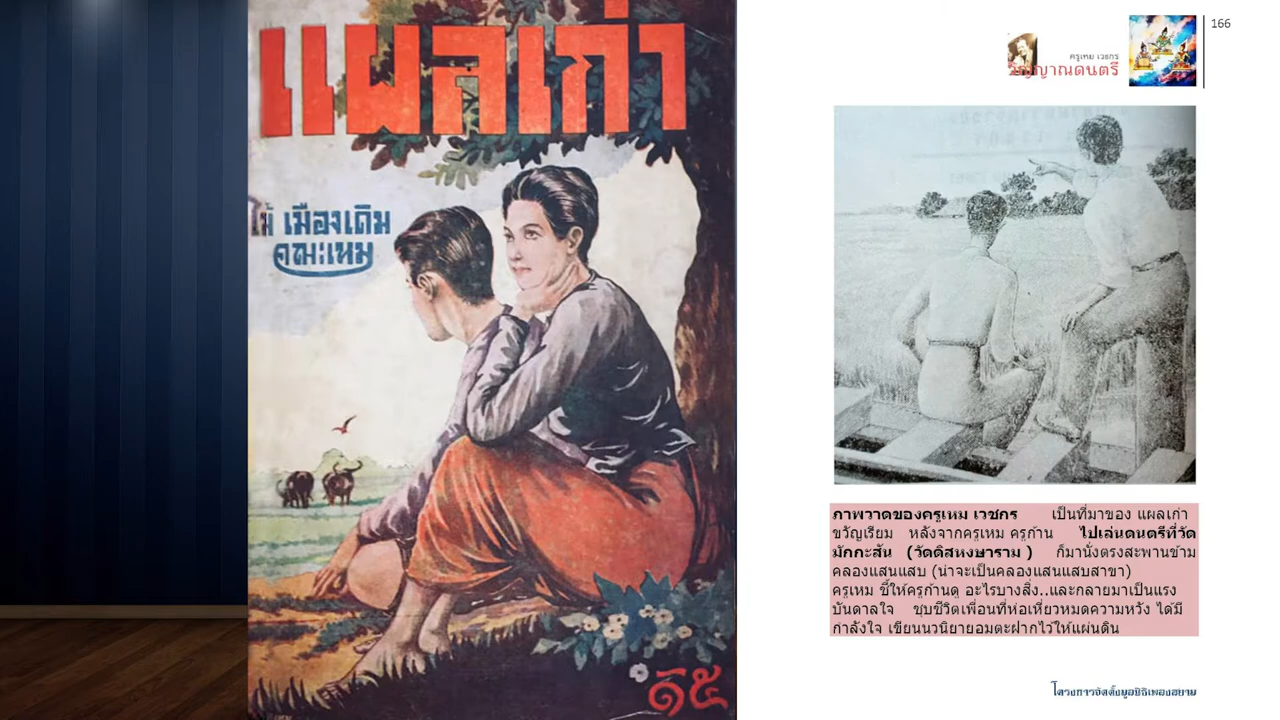 แผลเก่า
ไม้ เมืองเดิม
คณะเหม
๑๕
166
ครูเหม เวชกร
วิญญาณดนตรี
ภาพวาดของครูเหม เวชกร เป็นที่มาของ แผลเก่า
ขวัญเรียม หลังจากครูเหม ครูก้าน ไปเล่นดนตรีที่วัด
มักกะสัน (วัดดิสหงษาราม ) ก็มานั่งตรงสะพานข้าม
คลองแสนแสบ (น่าจะเป็นคลองแสนแสบสาขา)
ครูเหม ชี้ให้ครูก้านดู อะไรบางสิ่ง..และกลายมาเป็นแรง
บันดาลใจ ชุบชีวิตเพื่อนที่ห่อเหี่ยวหมดความหวัง ได้มี
กำลังใจ เขียนนวนิยายอมตะฝากไว้ให้แผ่นดิน
โครงการจัดตั้งมูลนิธิเพลงสยาม